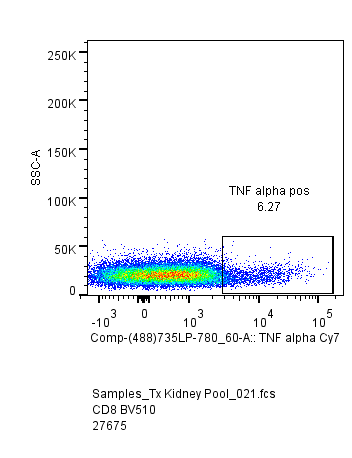 250K
200K
150K
100K
50K
0
SSC-A
TNF alpha pos
6.27
-10^3 0 10^3 10^4 10^5
Comp-(488)735LP-780_60-A:: TNF alpha Cy7
Samples_Tx Kidney Pool_021.fcs
CD8 BV510
27675